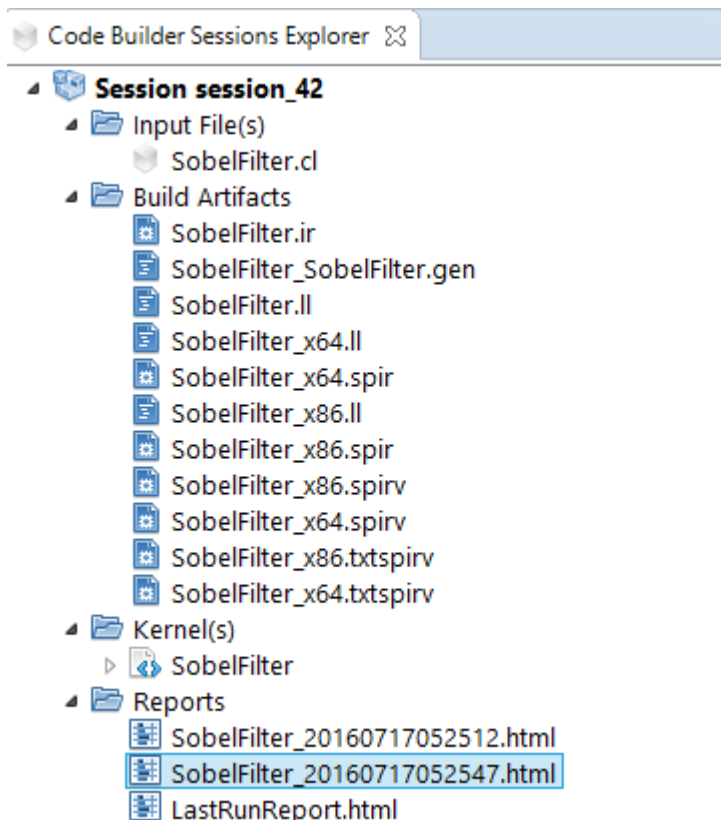 Code Builder Sessions Explorer
Session session_42
Input File(s)
SobelFilter.cl
Build Artifacts
SobelFilter.ir
SobelFilter_SobelFilter.gen
SobelFilter.ll
SobelFilter_x64.ll
SobelFilter_x64.spir
SobelFilter_x86.ll
SobelFilter_x86.spir
SobelFilter_x86.spirv
SobelFilter_x64.spirv
SobelFilter_x86.txtspirv
SobelFilter_x64.txtspirv
Kernel(s)
SobelFilter
Reports
SobelFilter_20160717052512.html
SobelFilter_20160717052547.html
LastRunReport.html